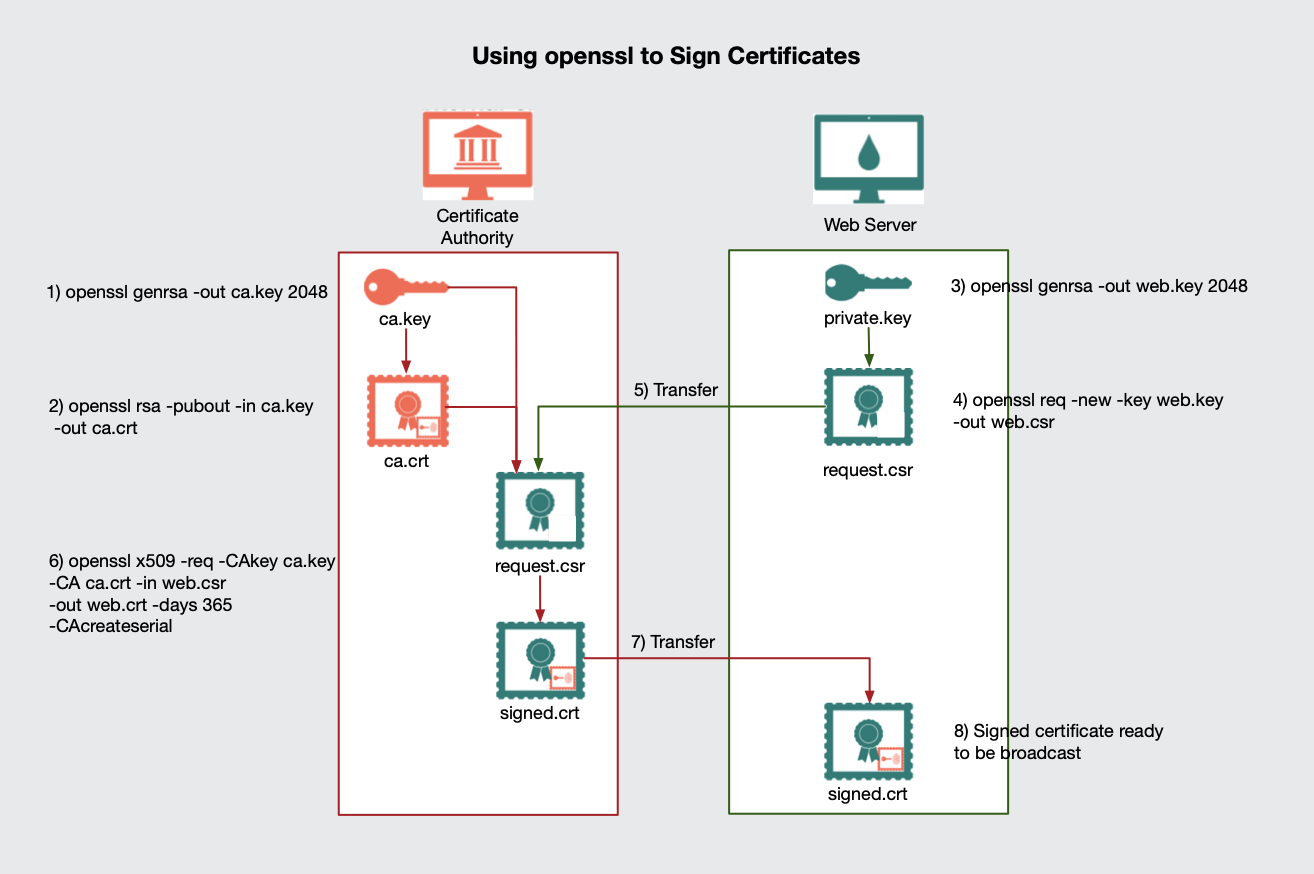 Using openssl to Sign Certificates
Certificate
Authority
Web Server
1) openssl genrsa -out ca.key 2048
ca.key
private.key
3) openssl genrsa -out web.key 2048
2) openssl rsa -pubout -in ca.key
-out ca.crt
ca.crt
5) Transfer
4) openssl req -new -key web.key
-out web.csr
request.csr
6) openssl x509 -req -CAkey ca.key
-CA ca.crt -in web.csr
-out web.crt -days 365
-CAcreateserial
request.csr
7) Transfer
signed.crt
8) Signed certificate ready
to be broadcast
signed.crt